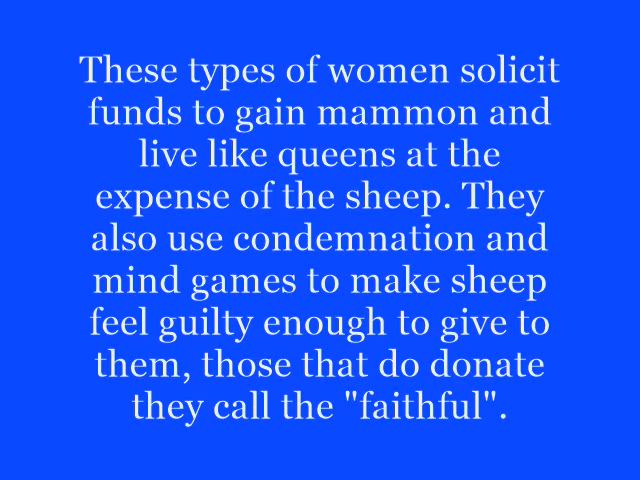 These types of women solicit
funds to gain mammon and
live like queens at the
expense of the sheep. They
also use condemnation and
mind games to make sheep
feel guilty enough to give to
them, those that do donate
they call the "faithful".